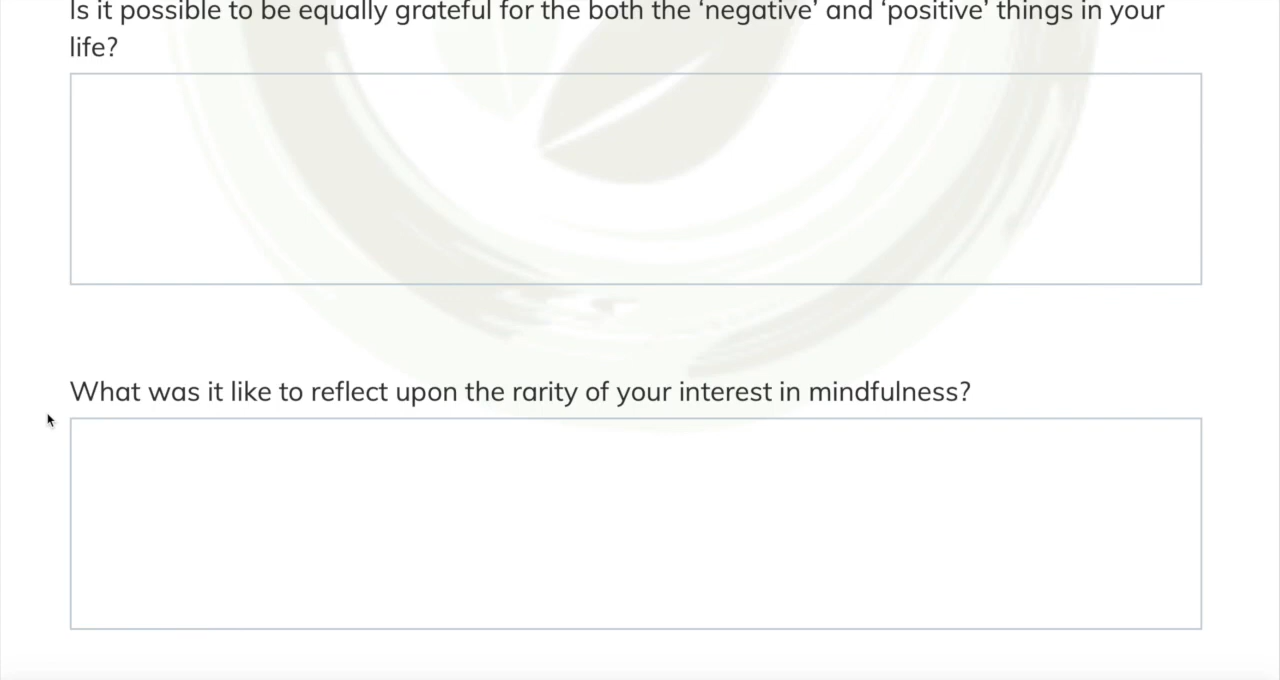 Is it possible to be equally grateful for the both the ‘negative’ and ‘positive’ things in your
life?
What was it like to reflect upon the rarity of your interest in mindfulness?